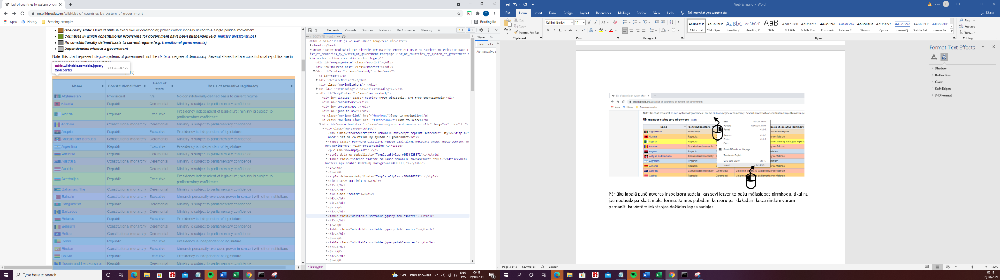 List of countries by system of go
en.wikipedia.org/wiki/List_of_countries_by_system_of_government
Apps History Scraping examples Reading list
One-party state: Head of state is executive or ceremonial; power constitutionally linked to a single political movement
Countries in which constitutional provisions for government have been suspended (e.g. military dictatorships)
No constitutionally defined basis to current regime (e.g. transitional governments)
Dependencies without a government
Note: this chart represent de jure systems of government, not the de facto degree of democracy. Several states that are constitutional republics are in
table.wikitable.sortable.jquery-
tablesorter 931 × 6507.75
Name Constitutional form Head of state Basis of executive legitimacy
Afghanistan Provisional n/a No constitutionally-defined basis to current regime
Albania Republic Ceremonial Ministry is subject to parliamentary confidence
Algeria Republic Executive Presidency independent of legislature; ministry is subject to
parliamentary confidence
Andorra Constitutional monarchy Ceremonial Ministry is subject to parliamentary confidence
Angola Republic Executive Presidency is independent of legislature
Antigua and Barbuda Constitutional monarchy Ceremonial Ministry is subject to parliamentary confidence
Argentina Republic Executive Presidency is independent of legislature
Armenia Republic Ceremonial Ministry is subject to parliamentary confidence
Australia Constitutional monarchy Ceremonial Ministry is subject to parliamentary confidence
Austria Republic Ceremonial Ministry is subject to parliamentary confidence
Azerbaijan Republic Executive Presidency independent of legislature; ministry is subject to
parliamentary confidence
Bahamas, The Constitutional monarchy Ceremonial Ministry is subject to parliamentary confidence
Bahrain Constitutional monarchy Executive Monarch personally exercises power in concert with other institutions
Bangladesh Republic Ceremonial Ministry is subject to parliamentary confidence
Barbados Constitutional monarchy Ceremonial Ministry is subject to parliamentary confidence
Belarus Republic Executive Presidency is independent of legislature
Belgium Constitutional monarchy Ceremonial Ministry is subject to parliamentary confidence
Belize Constitutional monarchy Ceremonial Ministry is subject to parliamentary confidence
Benin Republic Executive Presidency is independent of legislature
Bhutan Constitutional monarchy Executive Monarch personally exercises power in concert with other institutions
Bolivia Republic Executive Presidency is independent of legislature
Bosnia and Herzegovina Republic Ceremonial Ministry is subject to parliamentary confidence
Elements Console Sources Network Performance Memory » 1 1
<!DOCTYPE html> == $0
<html class="client-js ve-available" lang="en" dir="ltr">
<head>…</head>
<body class="mediawiki ltr sitedir-ltr mw-hide-empty-elt ns-0 ns-subject mw-editable page-L
ist_of_countries_by_system_of_government rootpage-List_of_countries_by_system_of_government s
kin-vector action-view skin-vector-legacy">
<div id="mw-page-base" class="noprint"></div>
<div id="mw-head-base" class="noprint"></div>
<div id="content" class="mw-body" role="main">
<a id="top"></a>
<div id="siteNotice">…</div>
<div class="mw-indicators"> </div>
<h1 id="firstHeading" class="firstHeading">…</h1>
<div id="bodyContent" class="vector-body">
<div id="siteSub" class="noprint">From Wikipedia, the free encyclopedia</div>
<div id="contentSub"></div>
<div id="contentSub2"></div>
<div id="jump-to-nav"></div>
<a class="mw-jump-link" href="#mw-head">Jump to navigation</a>
<a class="mw-jump-link" href="#searchInput">Jump to search</a>
<div id="mw-content-text" class="mw-body-content mw-content-ltr" lang="en" dir="ltr">
<div class="mw-parser-output">
<div class="shortdescription nomobile noexcerpt noprint searchaux" style="display:
none">List of countries by system of government</div>
<table class="box-More_citations_needed plainlinks metadata ambox ambox-content am
box-Refimprove" role="presentation">…</table>
<p class="mw-empty-elt"> </p>
<style data-mw-deduplicate="TemplateStyles:r1036825371">…</style>
<table class="sidebar sidebar-collapse nomobile nowraplinks" style="width:22.0em;
border: 4px double #002868; background:#FFFFFF;">…</table>
<p>…</p>
<p>…</p>
<style data-mw-deduplicate="TemplateStyles:r886046785">…</style>
<div class="toclimit-4">…</div>
<h2>…</h2>
<h3>…</h3>
<div class="center">…</div>
<h4>…</h4>
<ul>…</ul>
<p>…</p>
<h3>…</h3>
<table class="wikitable sortable jquery-tablesorter">…</table>
<h3>…</h3>
<p>…</p>
<table class="wikitable sortable jquery-tablesorter">…</table>
<h3>…</h3>
<p>…</p>
<table class="wikitable sortable jquery-tablesorter">…</table>
<h2>…</h2>
<p>…</p>
<h3>…</h3>
<p>…</p>
<!doctype>
Styles »
:hov .cls
No matching s
Type here to search
14°C Rain showers ENG LVS 06:18 19/08/2021
Web Scraping - Word
ieva
File Home Insert Draw Design Layout References Mailings Review View Help Tell me what you want to do Share
Paste Cut Copy Format Painter
Clipboard
Calibri (Body) 11
Font
Paragraph
¶ Normal ¶ No Spac... Heading 1 Heading 2 Title Subtitle Subtle Em... Emphasis Intense E... Strong Quote Intense Q... Subtle Ref... Intense Re...
Styles
Find Replace Select
Editing
List of countries by system of g
en.wikipedia.org/wiki/List_of_countries_by_system_of_government
Apps History Scraping examples
Note: this chart represent de jure systems of government, not the de facto degree of democracy. Several states that are constitutional republics are in pr
UN member states and observers [edit]
Name Constitutional form Basis of executive legitimacy
Afghanistan Provisional to current regime
Albania Republic y confidence
Algeria Republic ature; ministry is subject to parli
Andorra Constitutional monarchy y confidence
Angola Republic islature
Antigua and Barbuda Constitutional monarchy y confidence
Argentina Republic islature
Armenia Republic y confidence
Australia Constitutional monarchy Ceremonial Ministry is subject to parliamentary confidence
Austria Republic Ceremonial Ministry is subject to parliamentary confidence
Back Alt+Left Arrow
Forward Alt+Right Arrow
Reload Ctrl+R
Save as... Ctrl+S
Print... Ctrl+P
Cast...
Create QR code for this page
Translate to English
View page source Ctrl+U
Inspect Ctrl+Shift+I
Pārlūka labajā pusē atveras inspektora sadaļa, kas sevī ietver to pašu mājaslapas pirmkodu, tikai nu
jau nedaudz pārskatāmākā formā. Ja mēs pabīdām kursoru pār dažādām koda rindām varam
pamanīt, ka vietām iekrāsojas dažādas lapas sadaļas
Format Text Effects
Shadow
Reflection
Glow
Soft Edges
3-D Format
Page 3 of 3 629 words Latvian 130%
06:18
19/08/2021